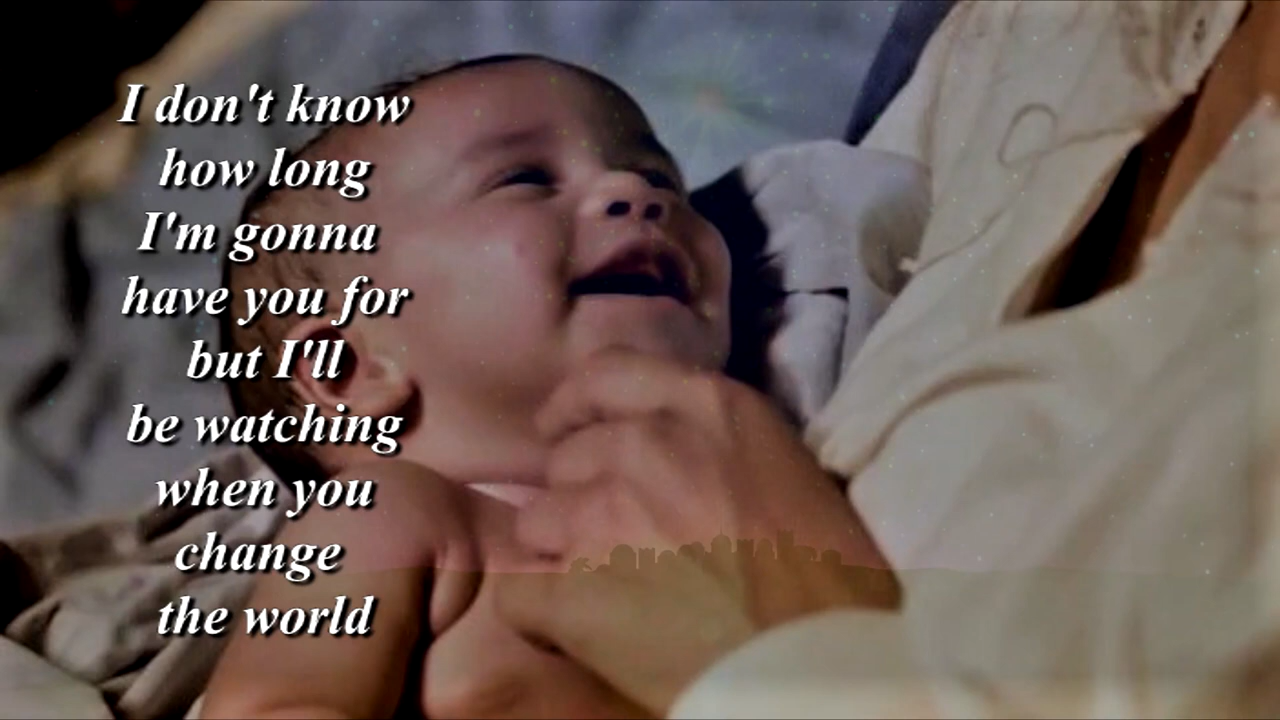 I don't know
how long
I'm gonna
have you for
but I'll
be watching
when you
change
the world